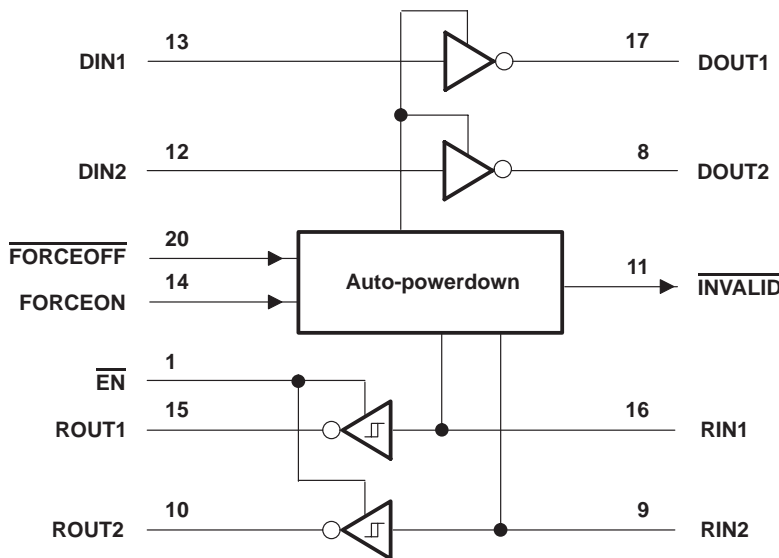 DIN1 13 17 DOUT1
DIN2 12 8 DOUT2
FORCEOFF 20
Auto-powerdown 11 INVALID
FORCEON 14
EN 1
ROUT1 15 16 RIN1
ROUT2 10 9 RIN2